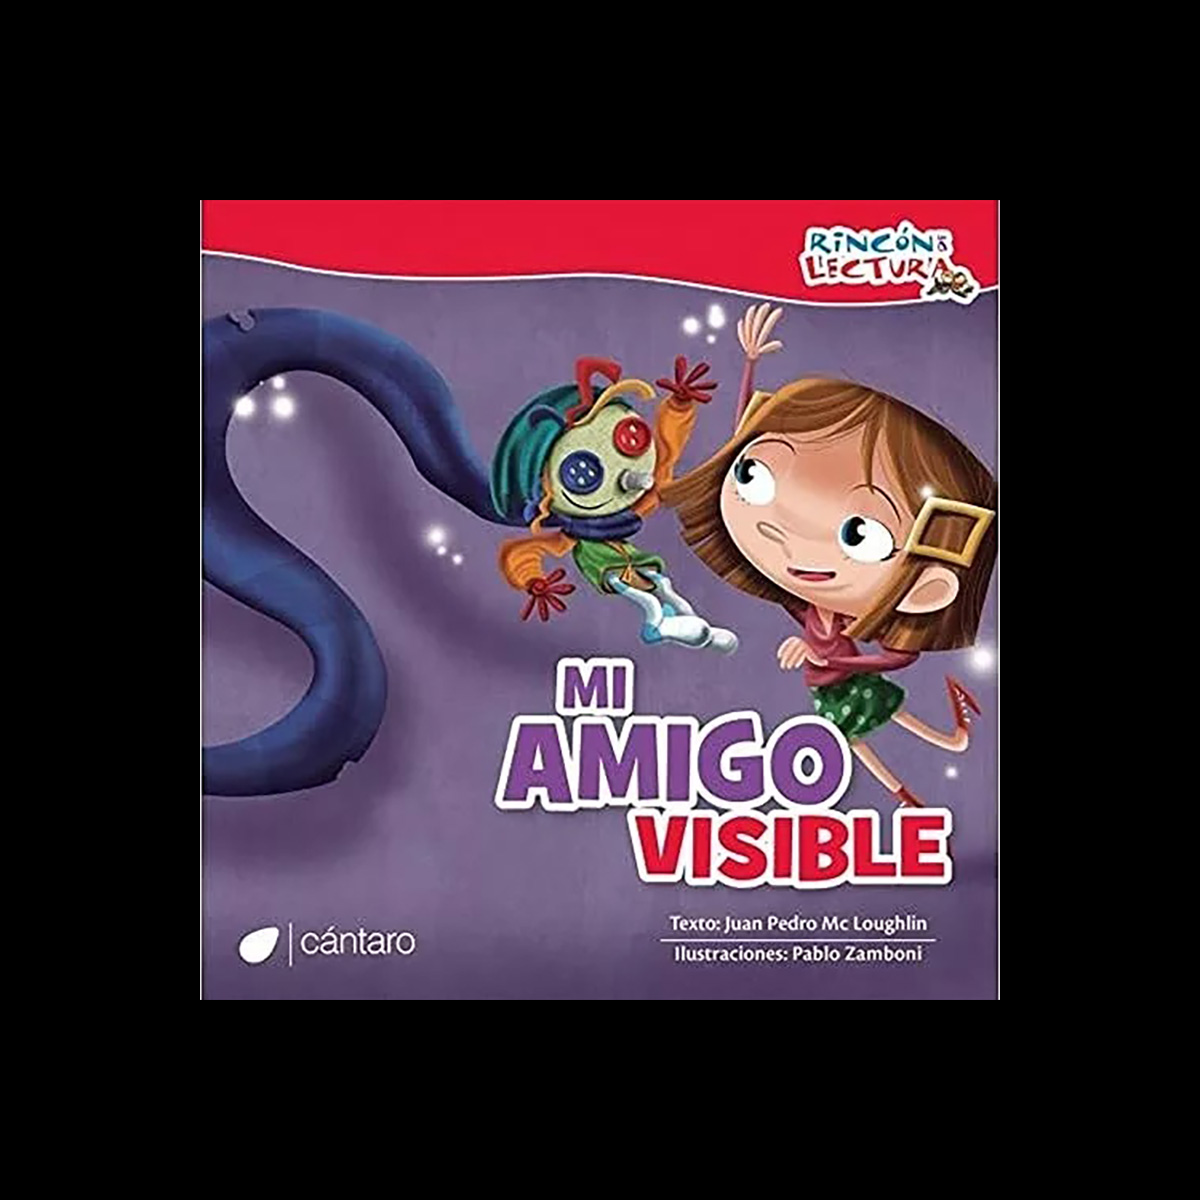 RINCÓN DE
LECTURA
MI
AMIGO
VISIBLE
Texto: Juan Pedro Mc Loughlin
Ilustraciones: Pablo Zamboni
cántaro